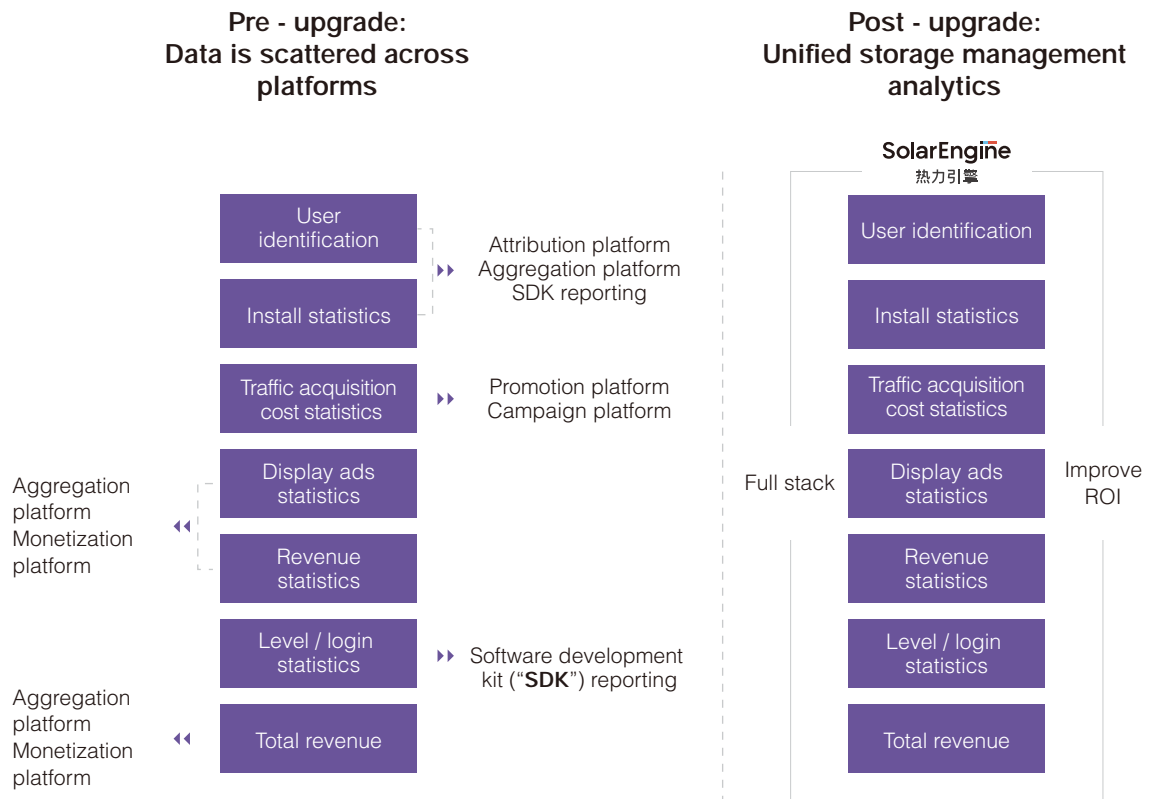 Pre - upgrade:
Data is scattered across
platforms
User
identification
Install statistics
Attribution platform
Aggregation platform
SDK reporting
Traffic acquisition
cost statistics
Promotion platform
Campaign platform
Aggregation
platform
Monetization
platform
Display ads
statistics
Revenue
statistics
Level / login
statistics
Software development
kit (“SDK”) reporting
Aggregation
platform
Monetization
platform
Total revenue
Post - upgrade:
Unified storage management
analytics
SolarEngine
热力引擎
User identification
Install statistics
Traffic acquisition
cost statistics
Full stack
Display ads
statistics
Improve
ROI
Revenue
statistics
Level / login
statistics
Total revenue